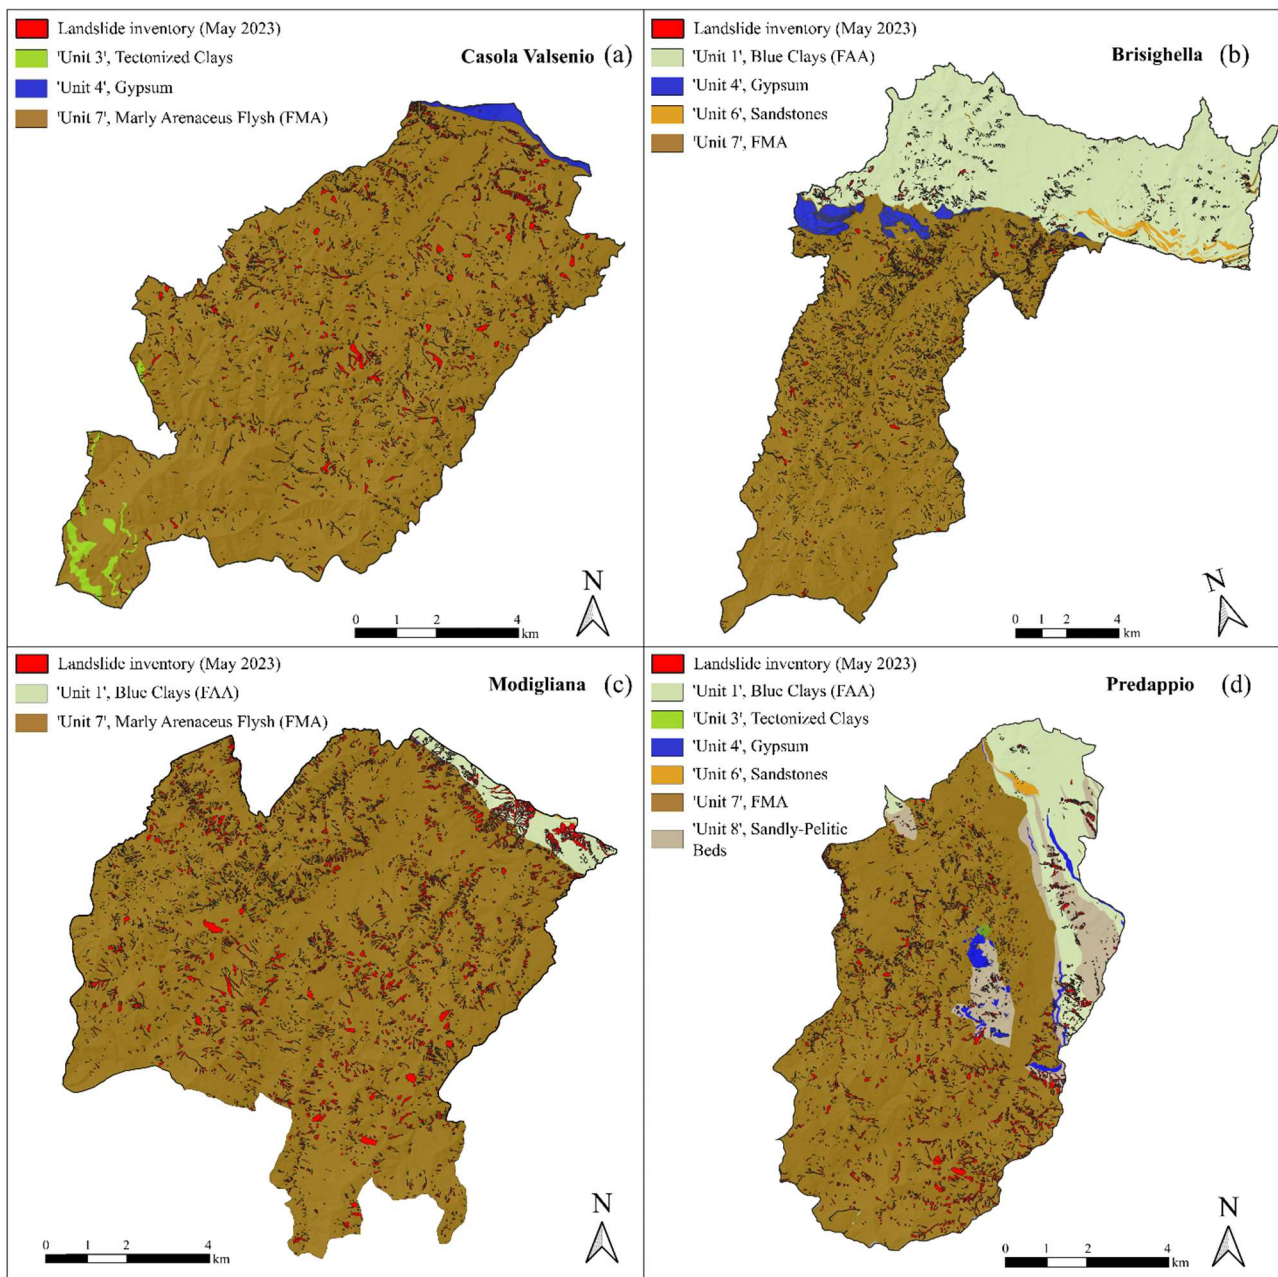 Landslide inventory (May 2023)
'Unit 3', Tectonized Clays
Casola Valsenio (a)
'Unit 4', Gypsum
'Unit 7', Marly Arenaceus Flysh (FMA)
N
0 1 2 4
km
Landslide inventory (May 2023)
'Unit 1', Blue Clays (FAA)
Brisighella (b)
'Unit 4', Gypsum
'Unit 6', Sandstones
'Unit 7', FMA
N
0 1 2 4
km
Landslide inventory (May 2023)
'Unit 1', Blue Clays (FAA)
Modigliana (c)
'Unit 7', Marly Arenaceus Flysh (FMA)
N
0 1 2 4
km
Landslide inventory (May 2023)
'Unit 1', Blue Clays (FAA)
Predappio (d)
'Unit 3', Tectonized Clays
'Unit 4', Gypsum
'Unit 6', Sandstones
'Unit 7', FMA
'Unit 8', Sandly-Pelitic
Beds
N
0 1 2 4
km